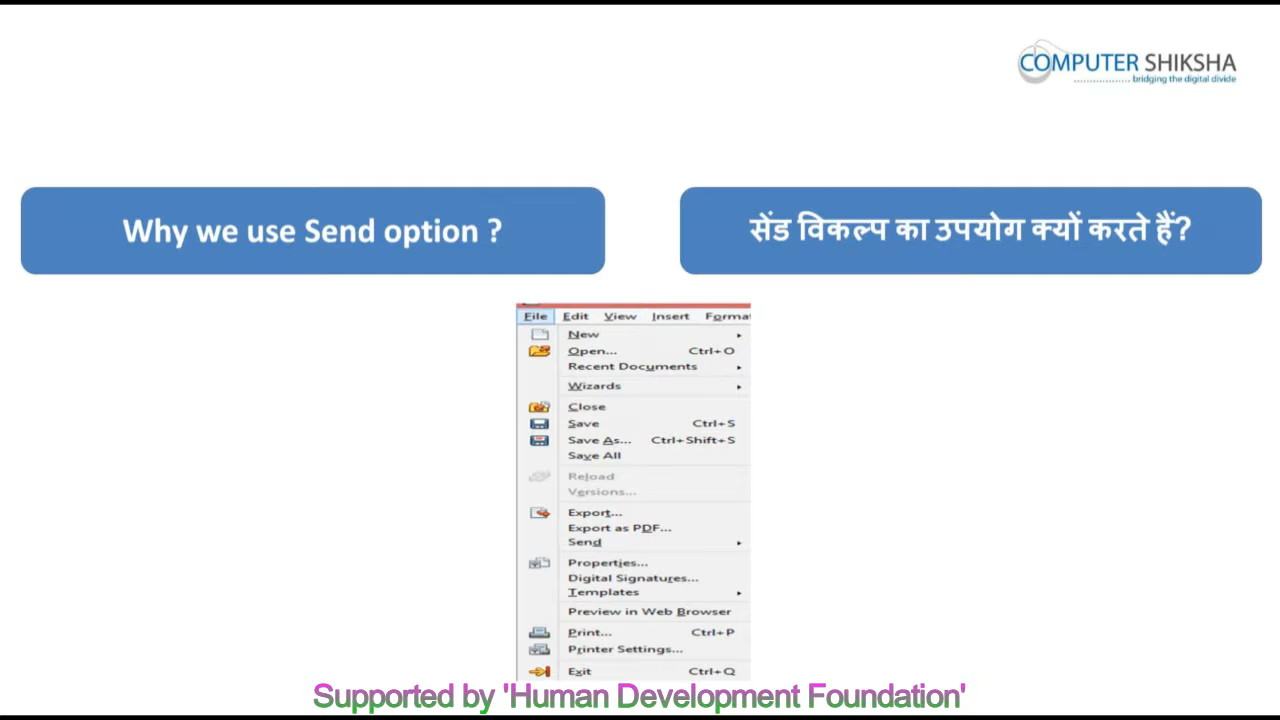 COMPUTER SHIKSHA
bridging the digital divide
Why we use Send option ?
सेंड विकल्प का उपयोग क्यों करते हैं?
File Edit View Insert Format
New
Open... Ctrl+O
Recent Documents
Wizards
Close
Save Ctrl+S
Save As... Ctrl+Shift+S
Save All
Reload
Versions...
Export...
Export as PDF...
Send
Properties...
Digital Signatures...
Templates
Preview in Web Browser
Print... Ctrl+P
Printer Settings...
Exit Ctrl+Q
Supported by 'Human Development Foundation'